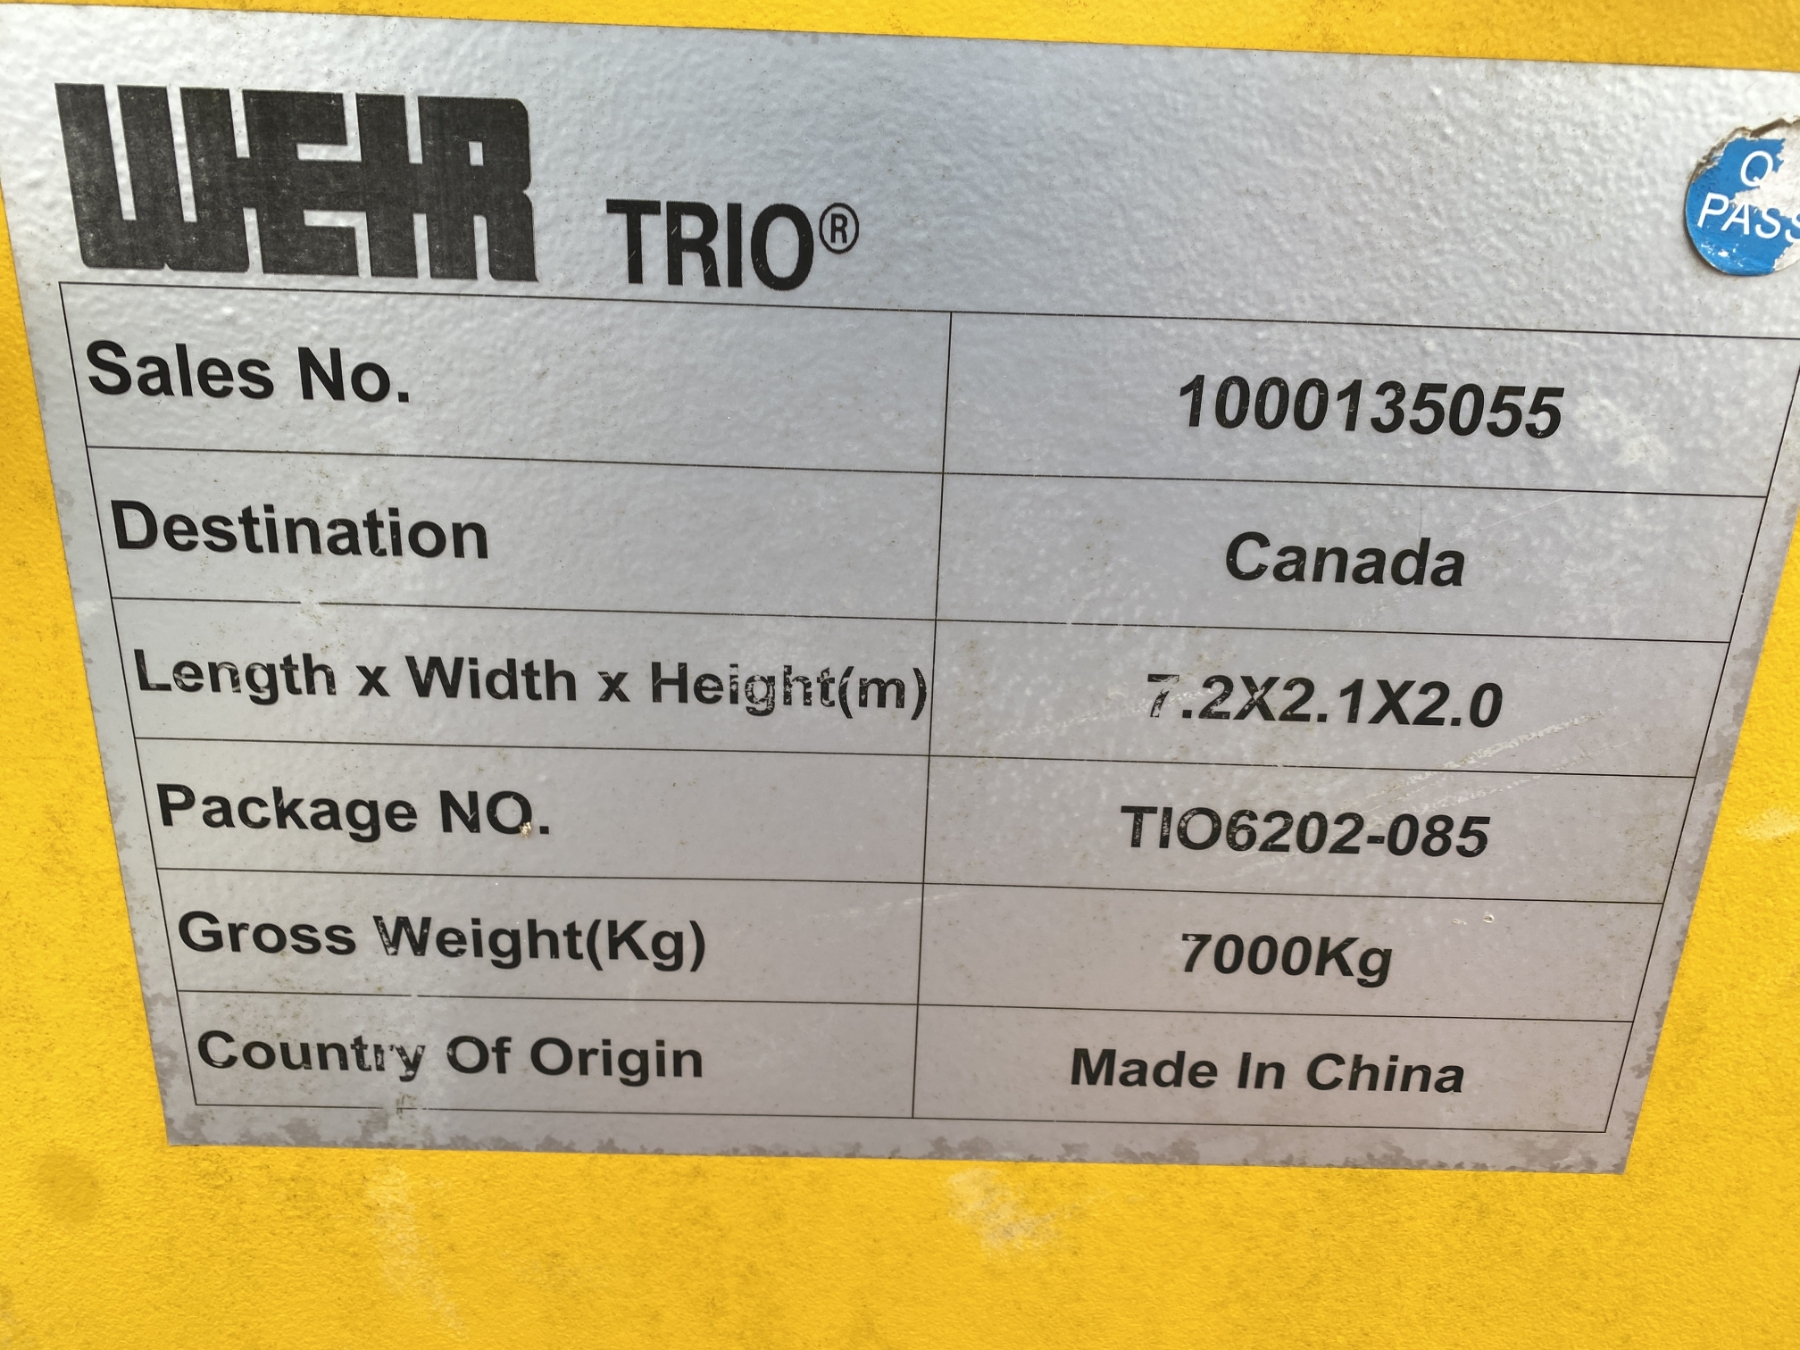 WEIR TRIO®
PASS
Sales No. 1000135055
Destination Canada
Length x Width x Height(m) 7.2X2.1X2.0
Package NO. TIO6202-085
Gross Weight(Kg) 7000Kg
Country Of Origin Made In China